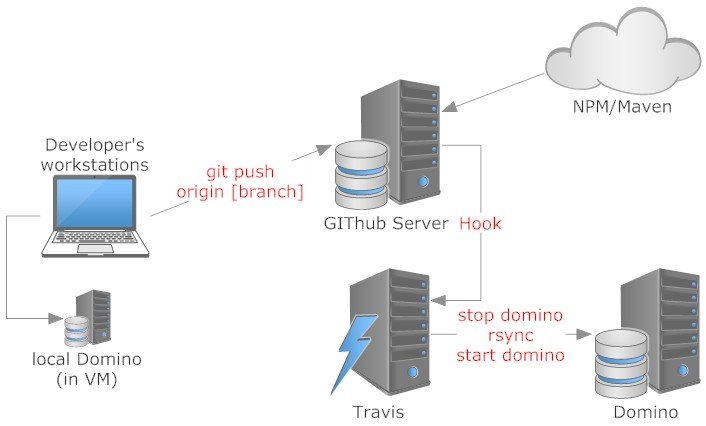 NPM/Maven
Developer's
workstations
git push
origin [branch]
GIThub Server
Hook
local Domino
(in VM)
stop domino
rsync
start domino
Travis
Domino